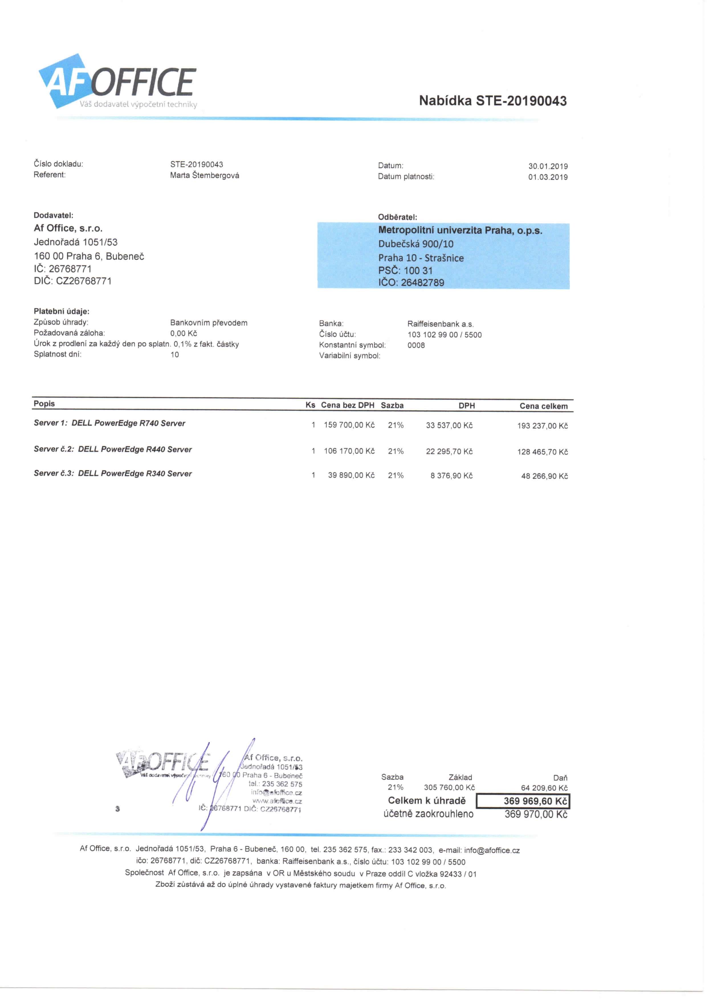 AFOFFICE
Váš dodavatel výpočetní techniky
Nabídka STE-20190043
Číslo dokladu: STE-20190043
Referent: Marta Štembergová
Datum: 30.01.2019
Datum platnosti: 01.03.2019
Dodavatel:
Af Office, s.r.o.
Jednořadá 1051/53
160 00 Praha 6, Bubeneč
IČ: 26768771
DIČ: CZ26768771
Odběratel:
Metropolitní univerzita Praha, o.p.s.
Dubečská 900/10
Praha 10 - Strašnice
PSČ: 100 31
IČO: 26482789
Platební údaje:
Způsob úhrady: Bankovním převodem
Požadovaná záloha: 0,00 Kč
Úrok z prodlení za každý den po splatn. 0,1% z fakt. částky
Splatnost dní: 10
Banka: Raiffeisenbank a.s.
Číslo účtu: 103 102 99 00 / 5500
Konstantní symbol: 0008
Variabilní symbol:
Popis Ks Cena bez DPH Sazba DPH Cena celkem
Server 1: DELL PowerEdge R740 Server 1 159 700,00 Kč 21% 33 537,00 Kč 193 237,00 Kč
Server č.2: DELL PowerEdge R440 Server 1 106 170,00 Kč 21% 22 295,70 Kč 128 465,70 Kč
Server č.3: DELL PowerEdge R340 Server 1 39 890,00 Kč 21% 8 376,90 Kč 48 266,90 Kč
AFOFFICE
Váš dodavatel výpočetní techniky
Af Office, s.r.o.
Jednořadá 1051/53
160 00 Praha 6 - Bubeneč
tel.: 235 362 575
info@afoffice.cz
www.afoffice.cz
3 IČ: 26768771 DIČ: CZ26768771
Sazba Základ Daň
21% 305 760,00 Kč 64 209,60 Kč
Celkem k úhradě 369 969,60 Kč
účetně zaokrouhleno 369 970,00 Kč
Af Office, s.r.o. Jednořadá 1051/53, Praha 6 - Bubeneč, 160 00, tel. 235 362 575, fax.: 233 342 003, e-mail: info@afoffice.cz
ičo: 26768771, dič: CZ26768771, banka: Raiffeisenbank a.s., číslo účtu: 103 102 99 00 / 5500
Společnost Af Office, s.r.o. je zapsána v OR u Městského soudu v Praze oddíl C vložka 92433 / 01
Zboží zůstává až do úplné úhrady vystavené faktury majetkem firmy Af Office, s.r.o.